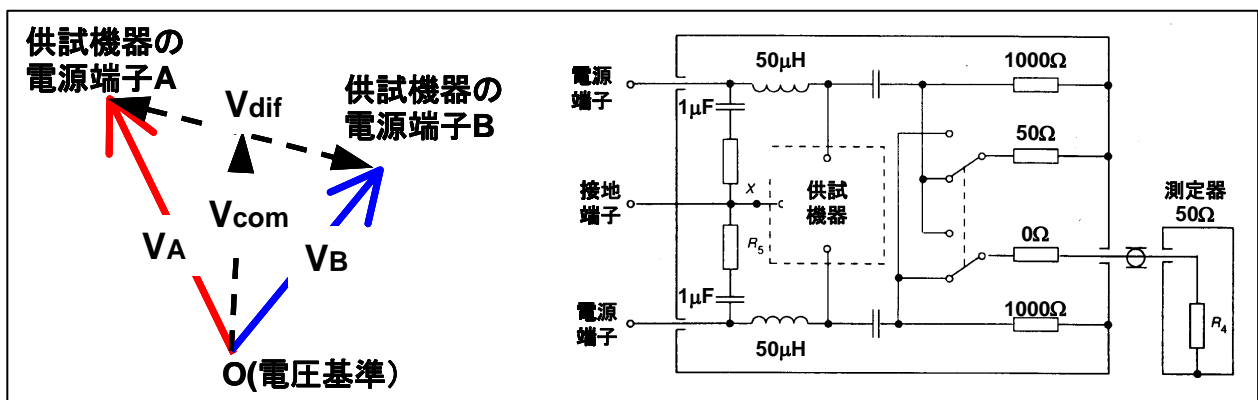 供試機器の
電源端子A
Vdif
供試機器の
電源端子B
Vcom
VA
VB
O(電圧基準)
電源
端子
50μH
1000Ω
1μF
50Ω
接地
端子
X
供試
機器
測定器
50Ω
R5
0Ω
1μF
電源
端子
50μH
1000Ω
R4